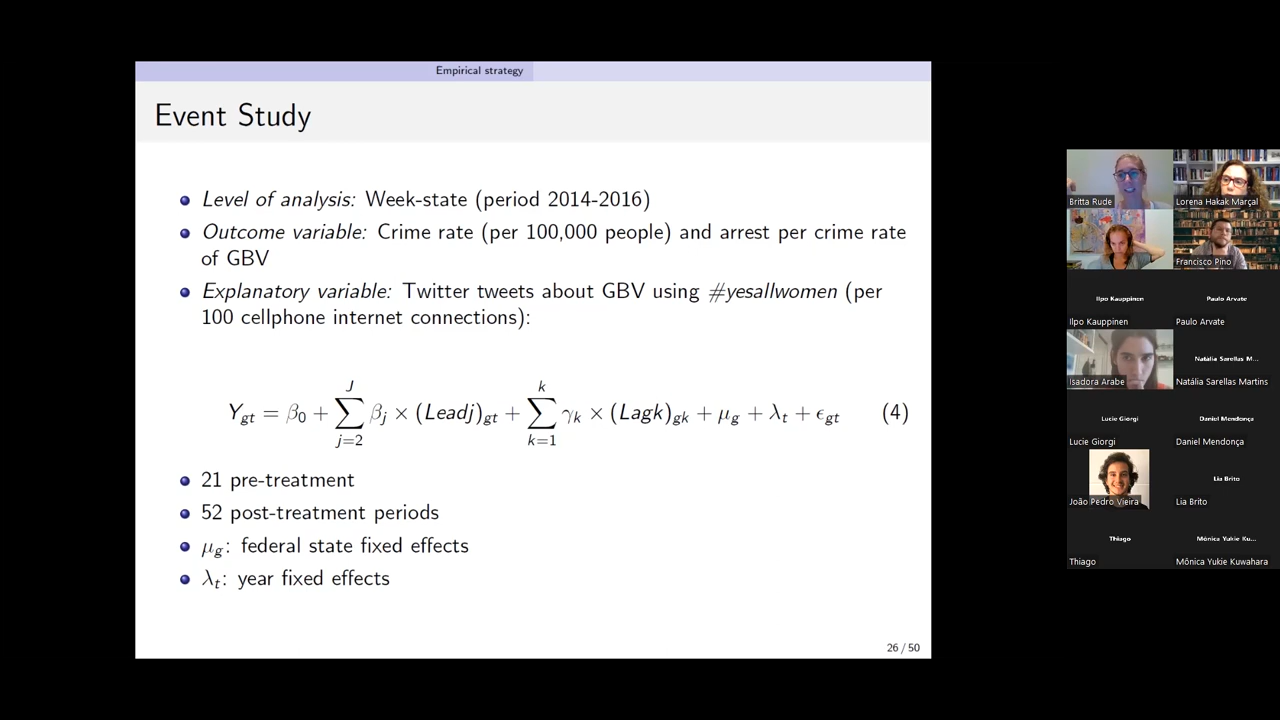 Empirical strategy
Event Study
Level of analysis: Week-state (period 2014-2016)
Outcome variable: Crime rate (per 100,000 people) and arrest per crime rate
of GBV
Explanatory variable: Twitter tweets about GBV using #yesallwomen (per
100 cellphone internet connections):
Y_gt = β_0 + ∑_{j=2}^{J} β_j × (Leadj)_gt + ∑_{k=1}^{k} γ_k × (Lagk)_gk + μ_g + λ_t + ϵ_gt (4)
21 pre-treatment
52 post-treatment periods
μ_g: federal state fixed effects
λ_t: year fixed effects
26 / 50
Britta Rude
Lorena Hakak Marçal
Francisco Pino
Ilpo Kauppinen
Paulo Arvate
Ilpo Kauppinen
Paulo Arvate
Natália Sarellas M...
Isadora Arabe
Natália Sarellas Martins
Lucie Giorgi
Daniel Mendonça
Lucie Giorgi
Daniel Mendonça
Lia Brito
João Pedro Vieira
Lia Brito
Thiago
Mônica Yukie Ku...
Thiago
Mônica Yukie Kuwahara